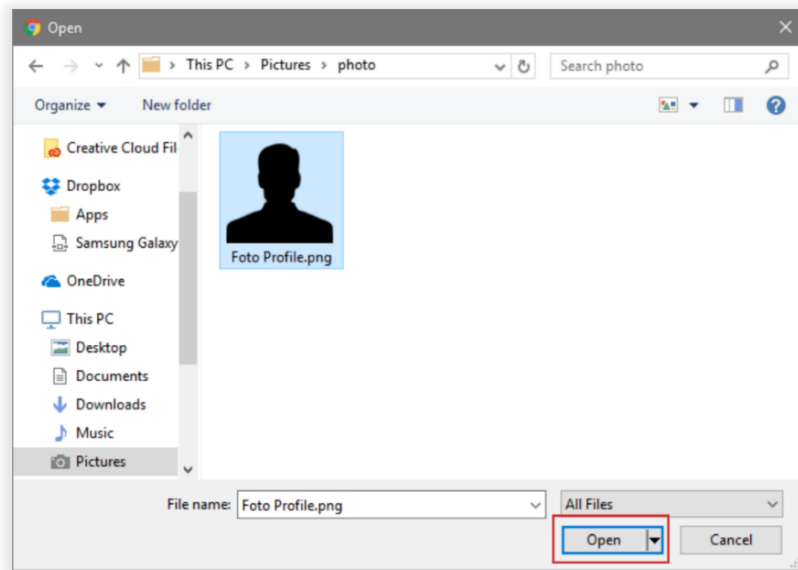 Open
This PC > Pictures > photo
Search photo
Organize
New folder
Creative Cloud Fil
Dropbox
Apps
Samsung Galaxy
OneDrive
This PC
Desktop
Documents
Downloads
Music
Pictures
Foto Profile.png
File name: Foto Profile.png
All Files
Open
Cancel